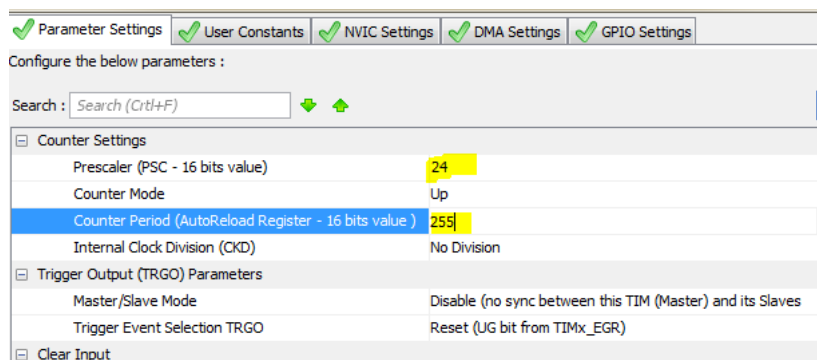 Parameter Settings User Constants NVIC Settings DMA Settings GPIO Settings
Configure the below parameters :
Search : Search (Crtl+F)
Counter Settings
Prescaler (PSC - 16 bits value) 24
Counter Mode Up
Counter Period (AutoReload Register - 16 bits value ) 255
Internal Clock Division (CKD) No Division
Trigger Output (TRGO) Parameters
Master/Slave Mode Disable (no sync between this TIM (Master) and its Slaves
Trigger Event Selection TRGO Reset (UG bit from TIMx_EGR)
Clear Input